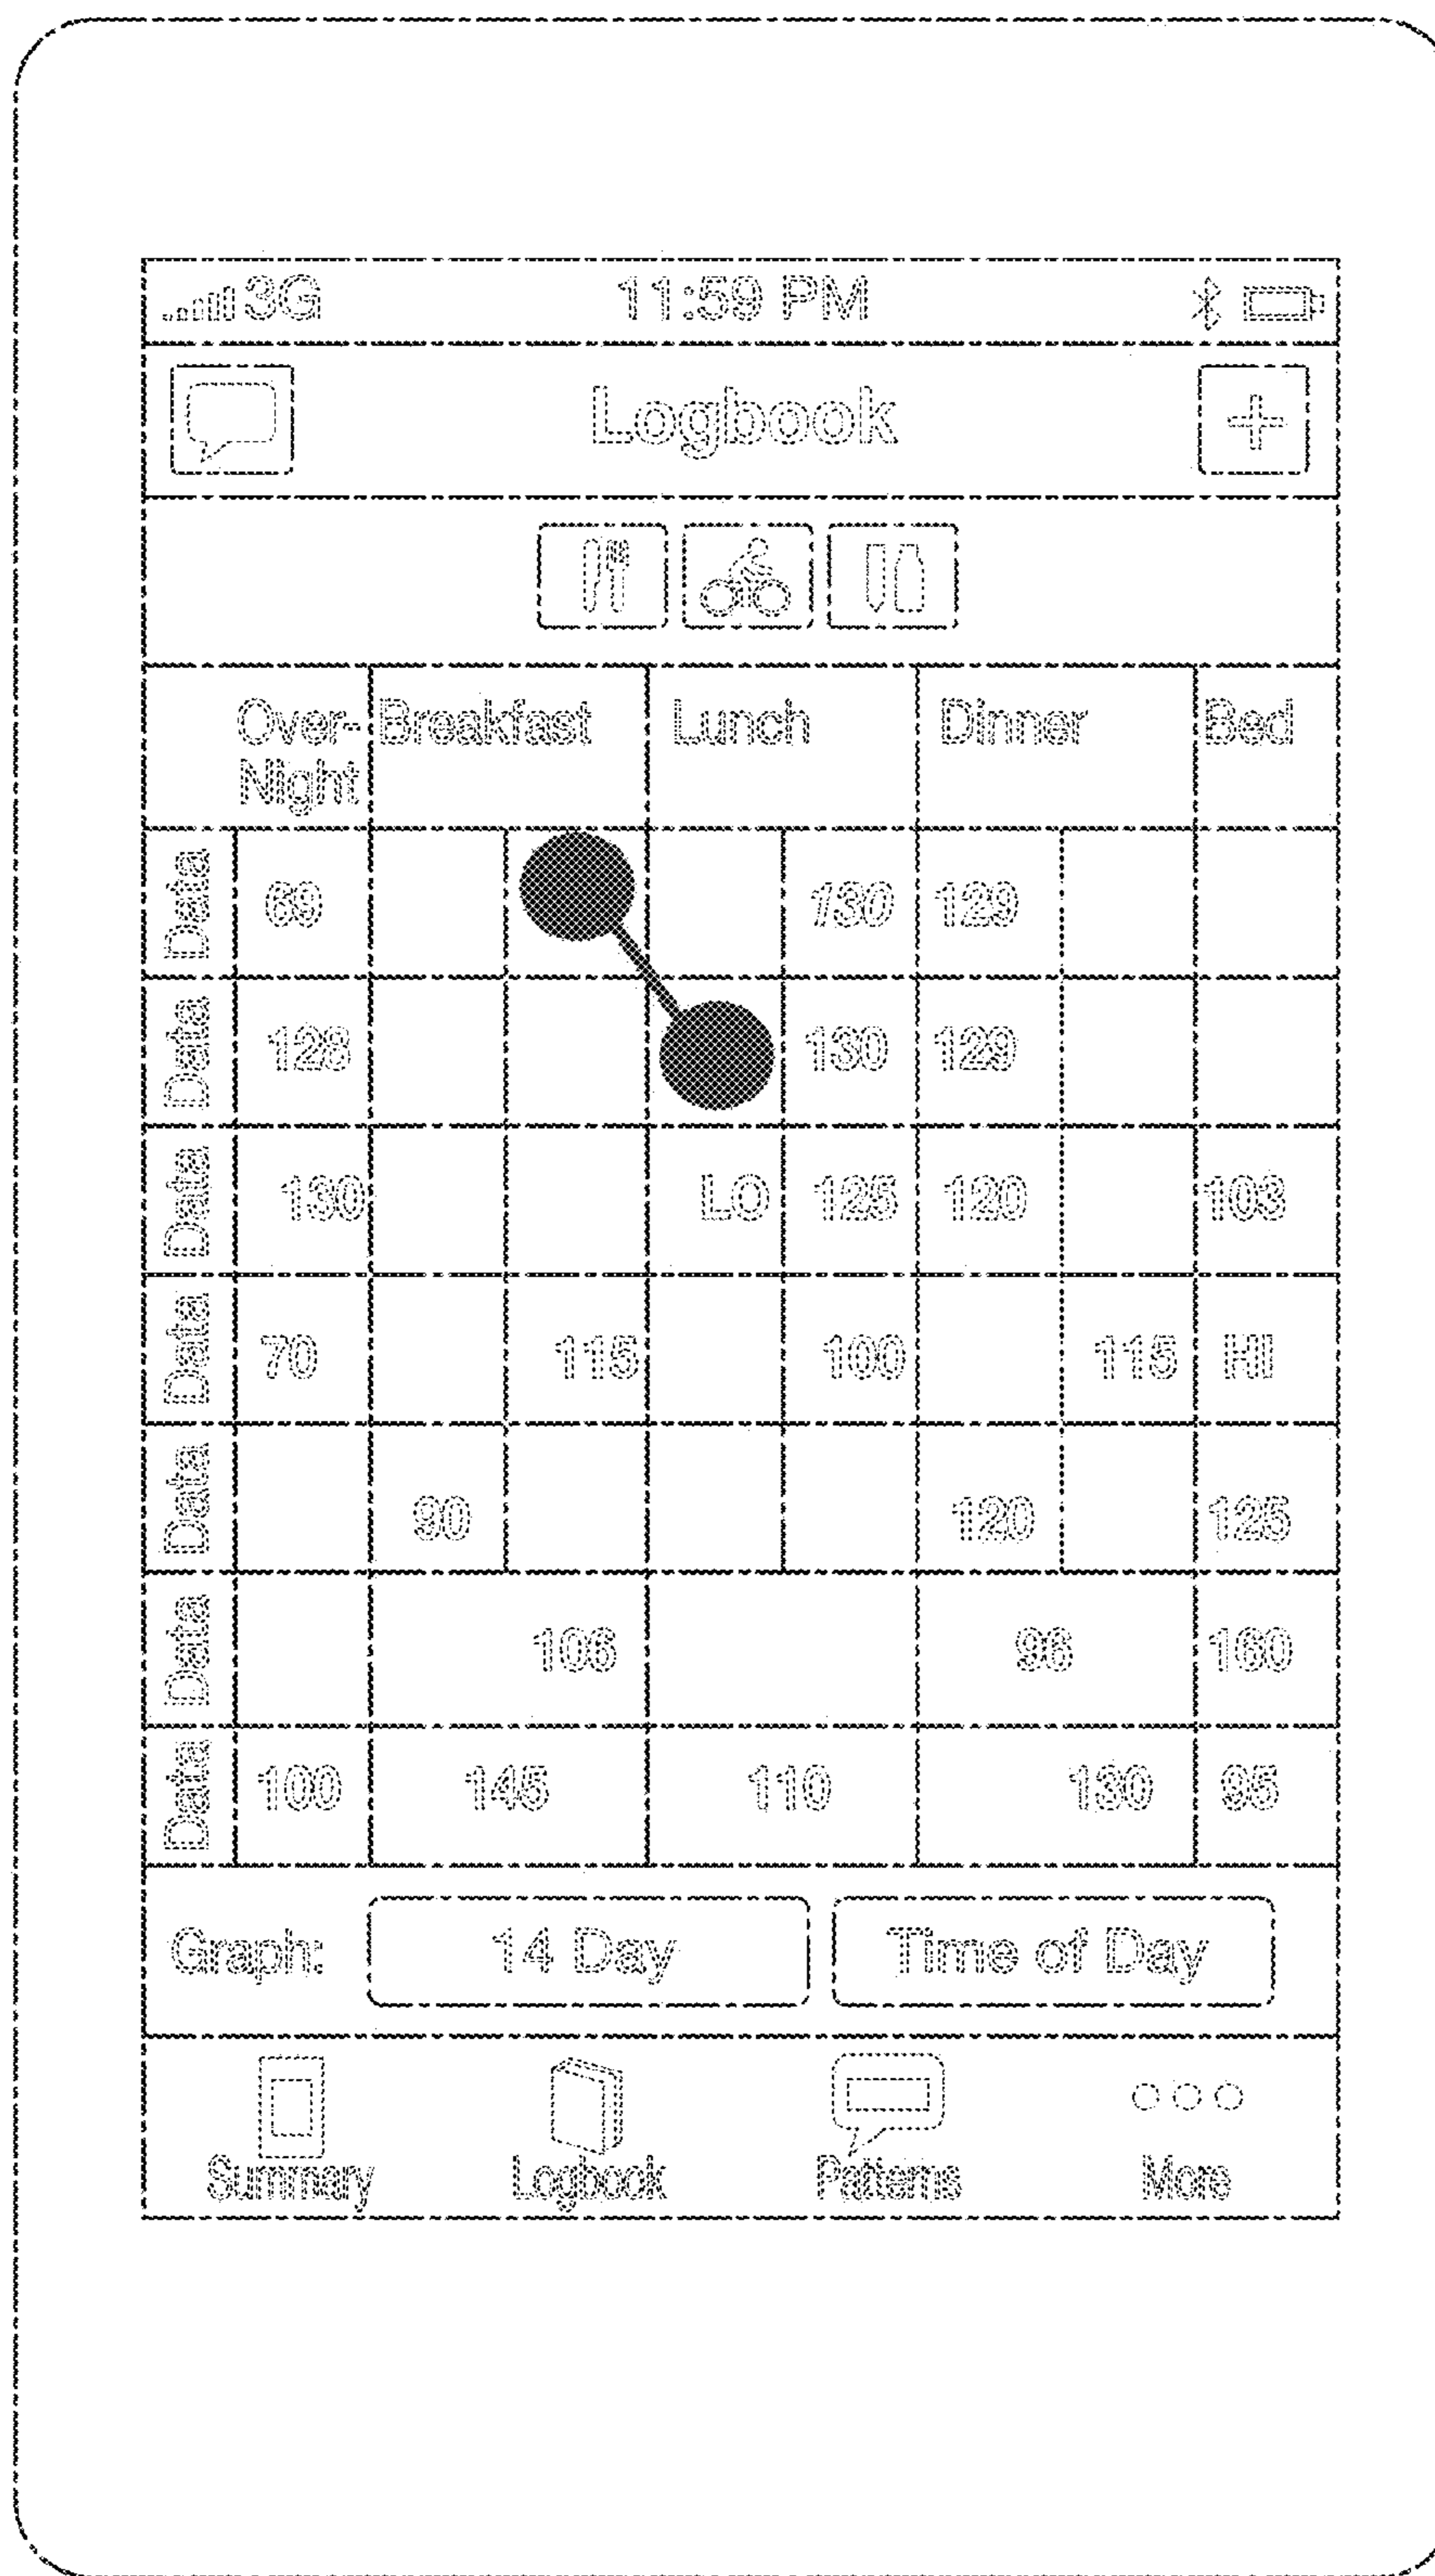 3G 11:59 PM
Logbook
Over-Night Breakfast Lunch Dinner Bed
Data 69 130 129
Data 128 130 129
Data 130 LO 125 120 103
Data 70 115 100 115 HI
Data 90 120 125
Data 106 96 160
Data 100 145 110 130 95
Graph: 14 Day Time of Day
Summary Logbook Patterns More